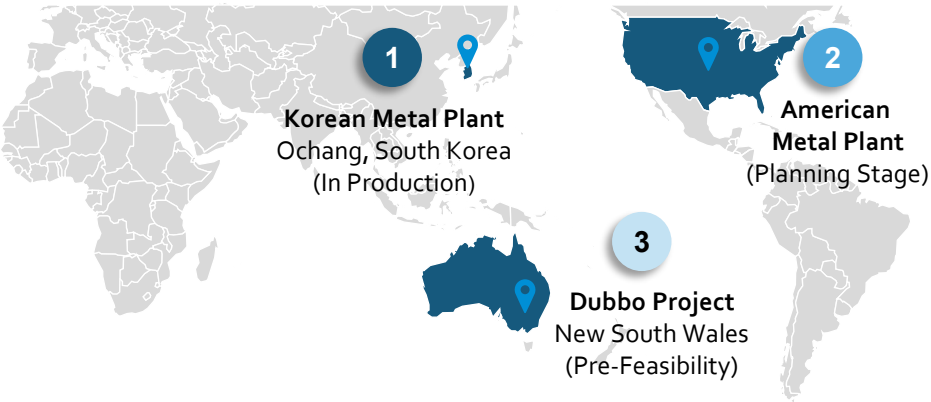 1
Korean Metal Plant
Ochang, South Korea
(In Production)
2
American
Metal Plant
(Planning Stage)
3
Dubbo Project
New South Wales
(Pre-Feasibility)